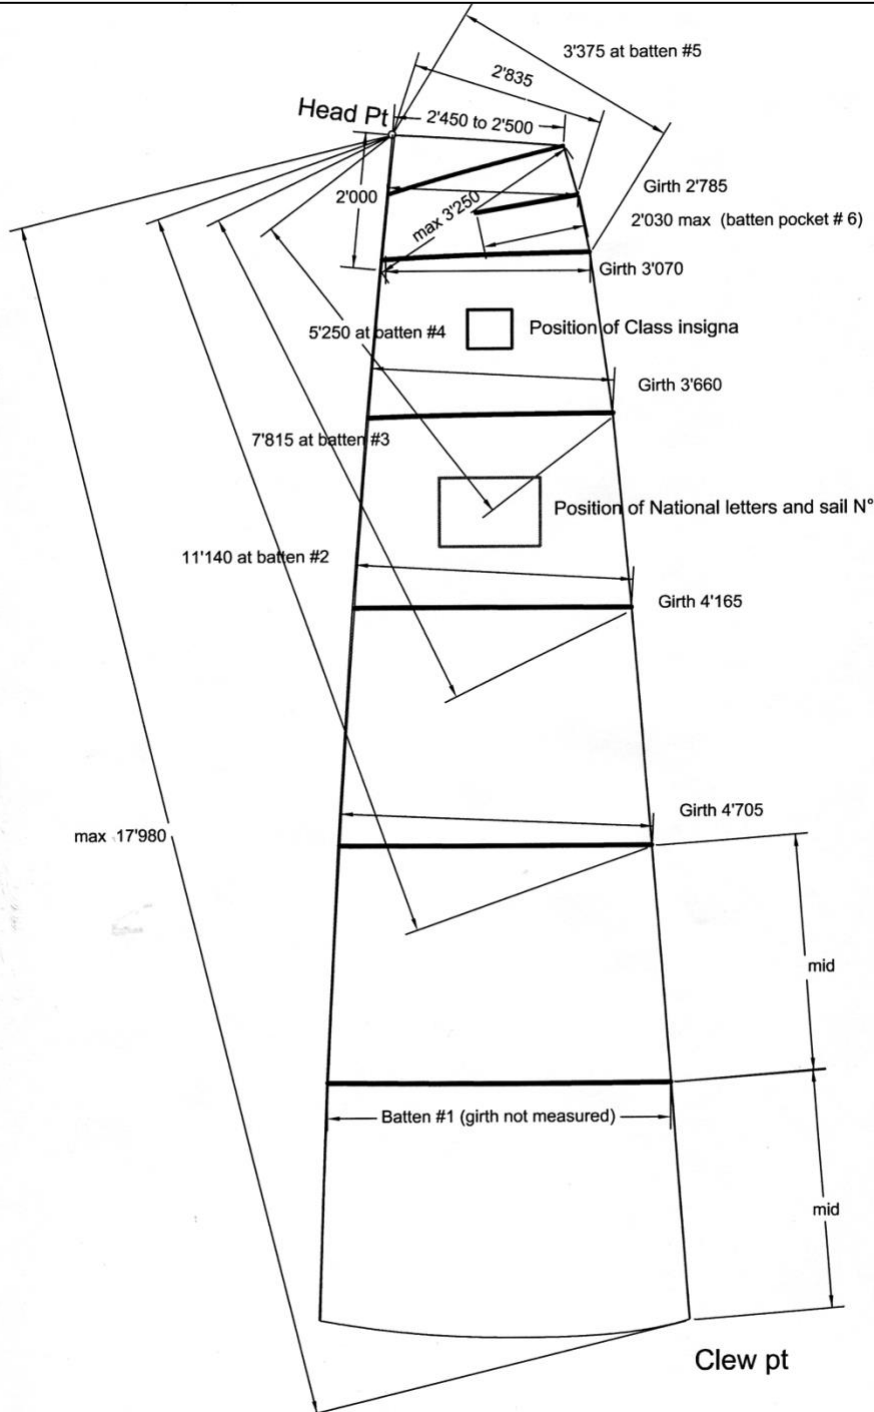 3'375 at batten #5
2'835
Head Pt
2'450 to 2'500
Girth 2'785
2'000
max 3'250
2'030 max (batten pocket # 6)
Girth 3'070
5'250 at batten #4
Position of Class insigna
Girth 3'660
7'815 at batten #3
Position of National letters and sail N°
11'140 at batten #2
Girth 4'165
Girth 4'705
max 17'980
mid
Batten #1 (girth not measured)
mid
Clew pt